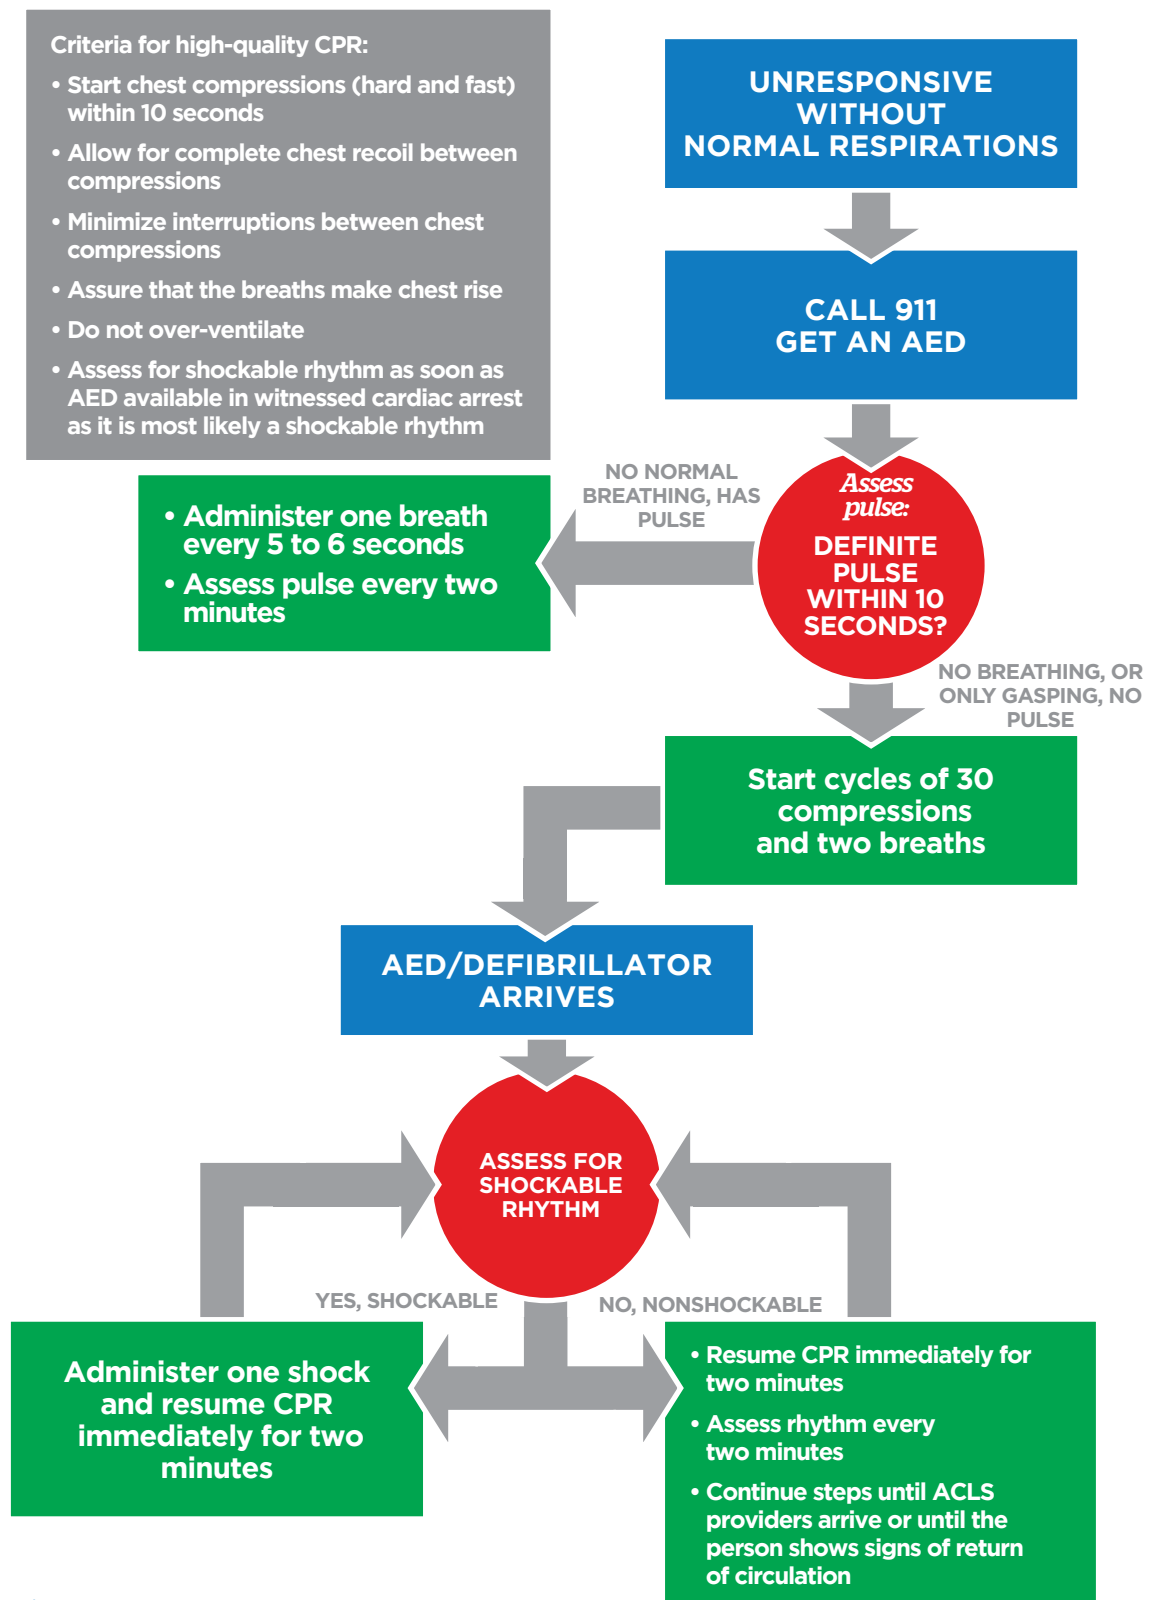 Criteria for high-quality CPR:
• Start chest compressions (hard and fast)
within 10 seconds
• Allow for complete chest recoil between
compressions
• Minimize interruptions between chest
compressions
• Assure that the breaths make chest rise
• Do not over-ventilate
• Assess for shockable rhythm as soon as
AED available in witnessed cardiac arrest
as it is most likely a shockable rhythm
UNRESPONSIVE
WITHOUT
NORMAL RESPIRATIONS
CALL 911
GET AN AED
Assess
pulse:
DEFINITE
PULSE
WITHIN 10
SECONDS?
NO NORMAL
BREATHING, HAS
PULSE
• Administer one breath
every 5 to 6 seconds
• Assess pulse every two
minutes
NO BREATHING, OR
ONLY GASPING, NO
PULSE
Start cycles of 30
compressions
and two breaths
AED/DEFIBRILLATOR
ARRIVES
ASSESS FOR
SHOCKABLE
RHYTHM
YES, SHOCKABLE
NO, NONSHOCKABLE
Administer one shock
and resume CPR
immediately for two
minutes
• Resume CPR immediately for
two minutes
• Assess rhythm every
two minutes
• Continue steps until ACLS
providers arrive or until the
person shows signs of return
of circulation